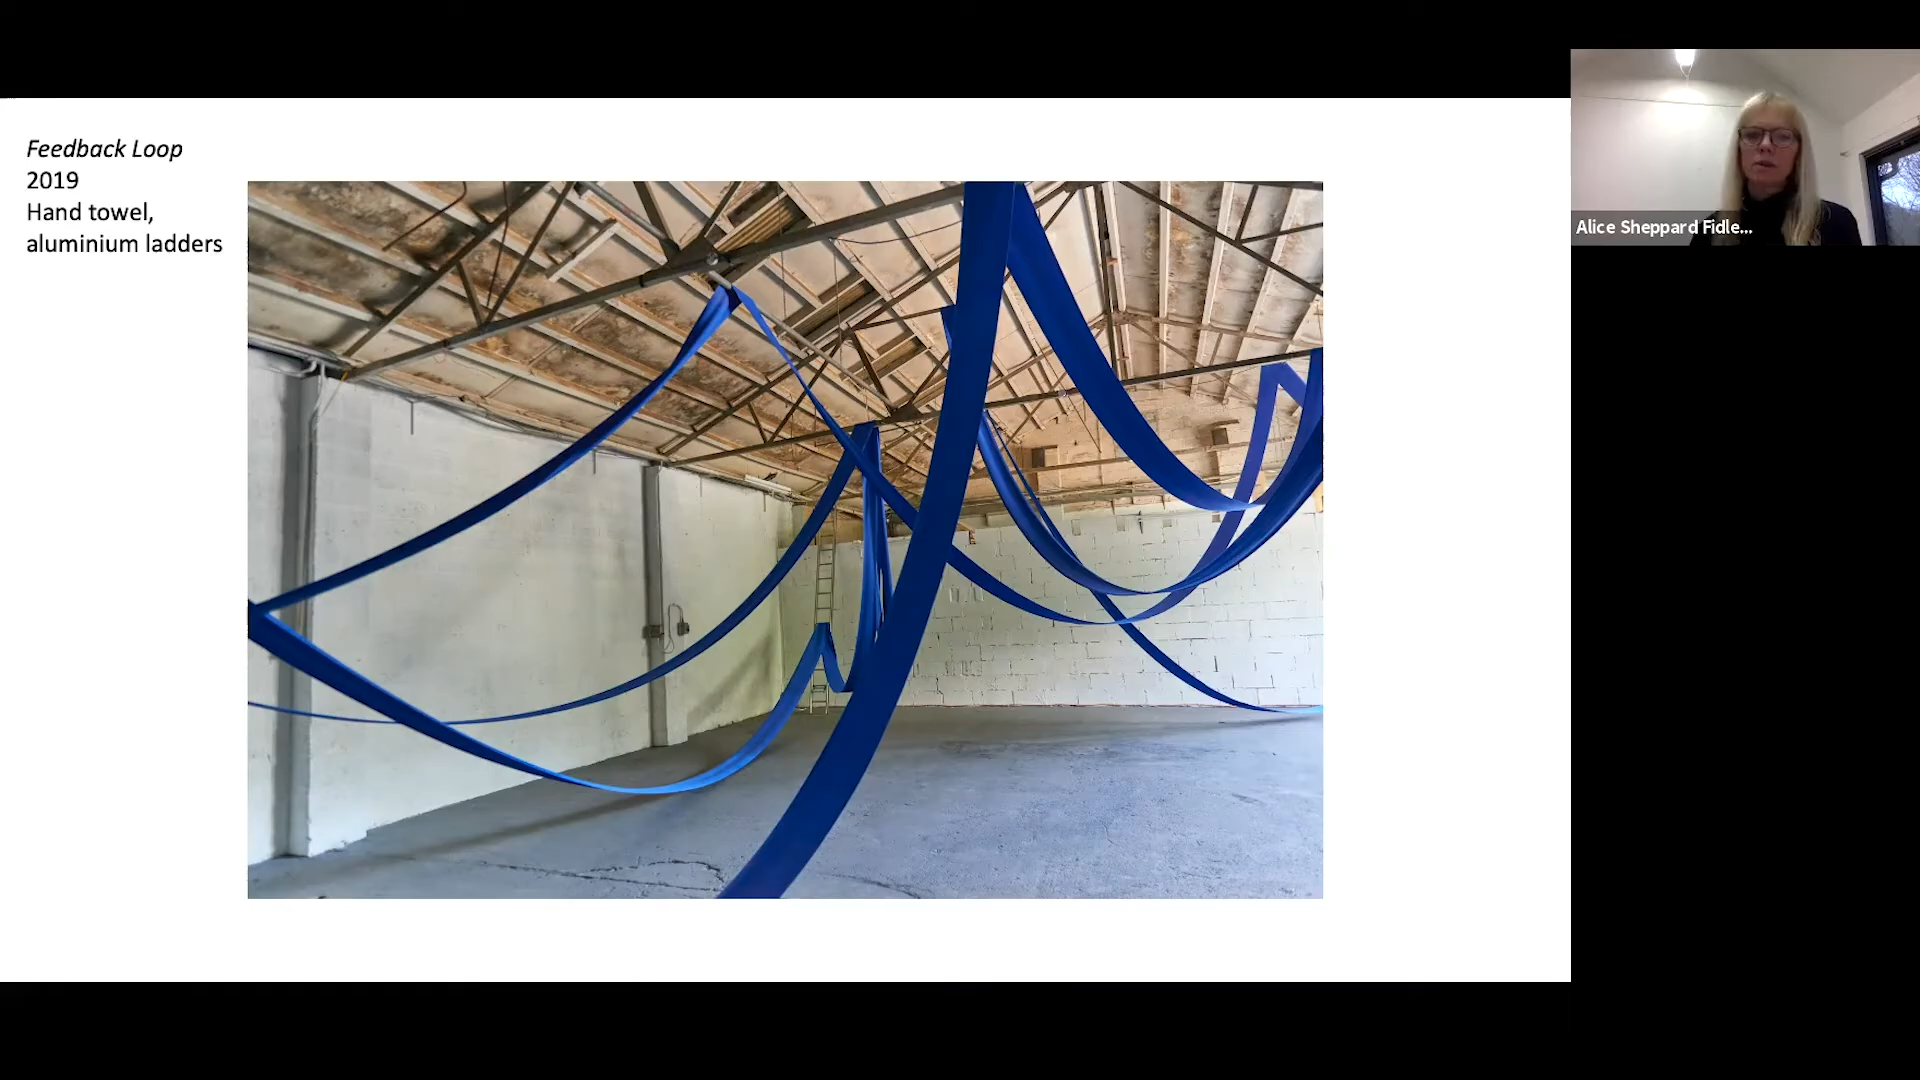 Feedback Loop
2019
Hand towel,
aluminium ladders
Alice Sheppard Fidle...